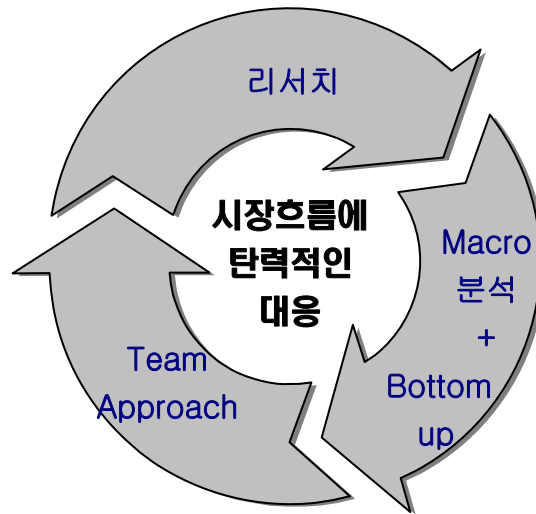 리서치
시장흐름에
탄력적인
대응
Macro
분석
+
Bottom
up
Team
Approach